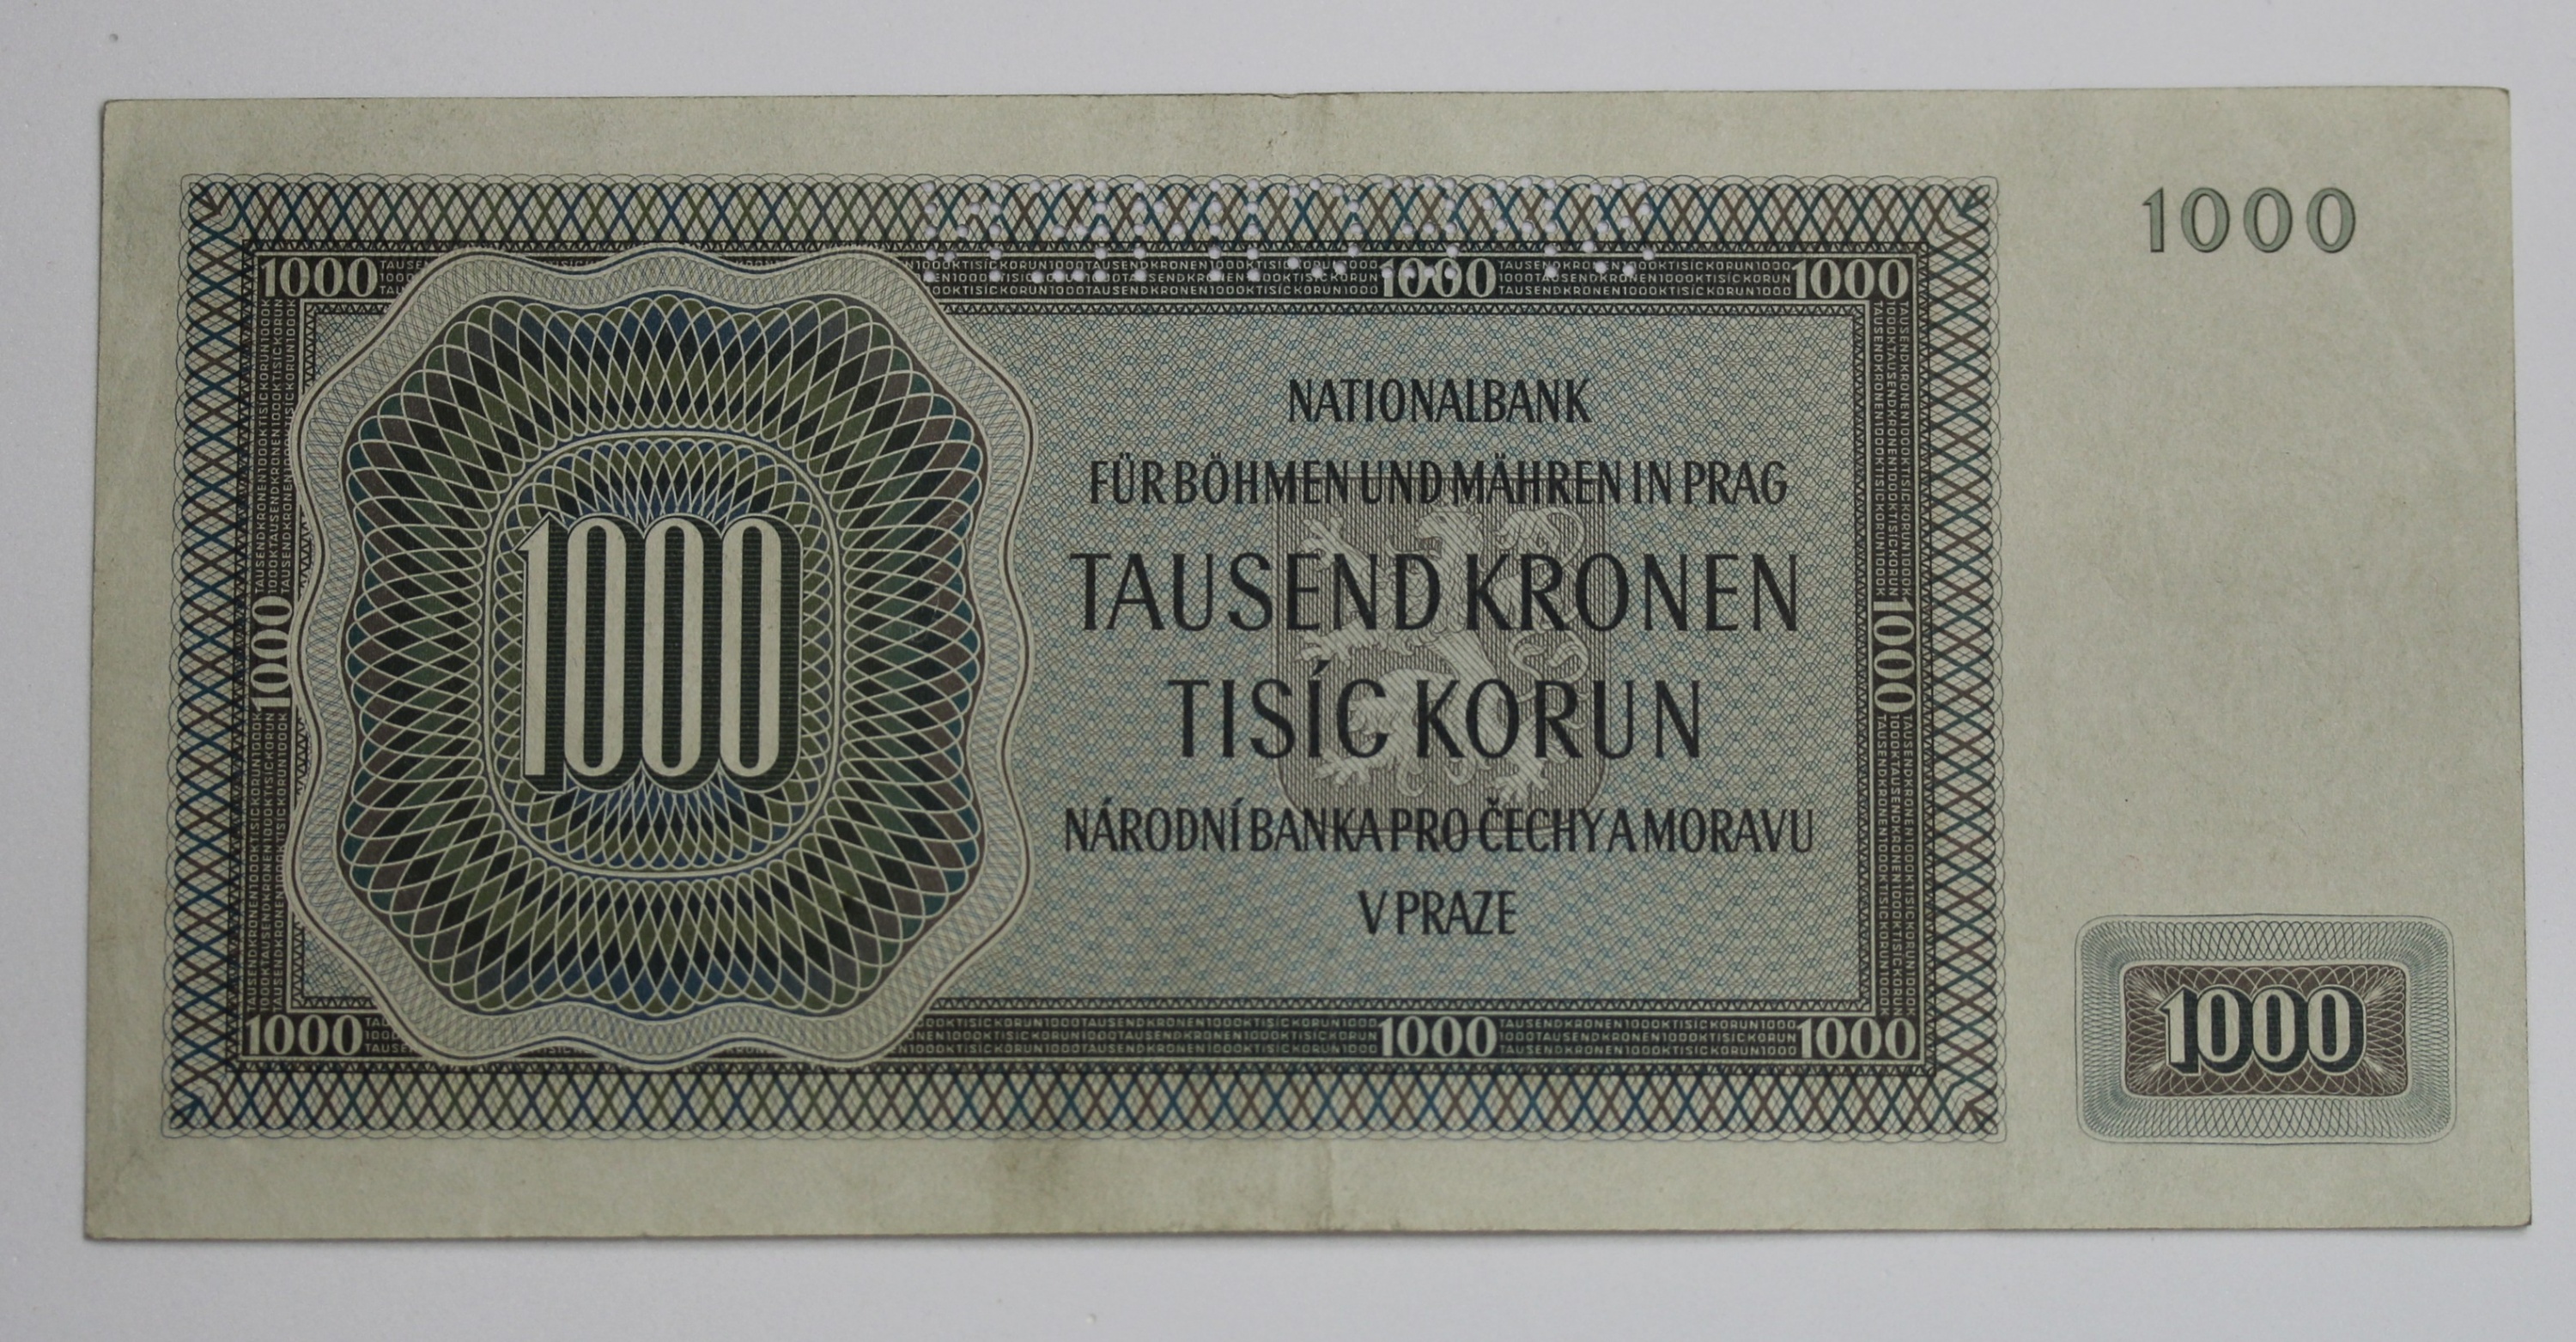 1000
1000 1000 1000
NATIONALBANK
FÜR BÖHMEN UND MÄHREN IN PRAG
TAUSEND KRONEN
1000
1000
1000
TISÍC KORUN
NÁRODNÍ BANKA PRO ČECHY A MORAVU
V PRAZE
1000 1000 1000
1000